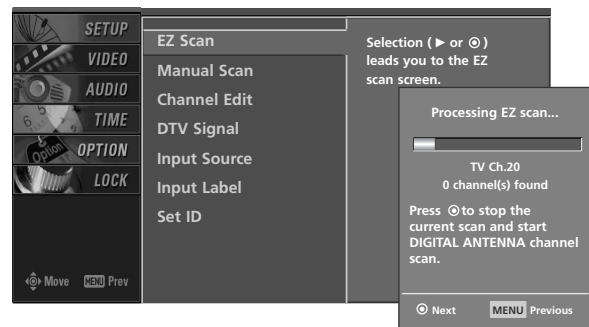 SETUP
VIDEO
AUDIO
TIME
OPTION
LOCK
Move MENU Prev
EZ Scan
Manual Scan
Channel Edit
DTV Signal
Input Source
Input Label
Set ID
Selection ( ► or ⊙ )
leads you to the EZ
scan screen.
Processing EZ scan...
TV Ch.20
0 channel(s) found
Press ⊙to stop the
current scan and start
DIGITAL ANTENNA channel
scan.
⊙ Next MENU Previous